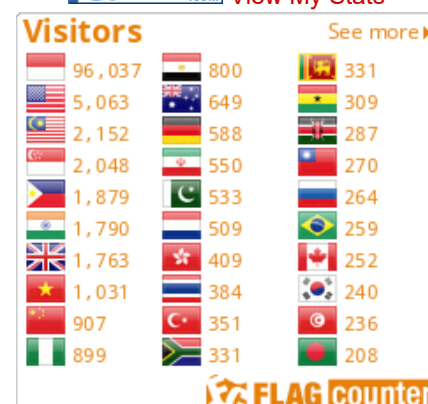 View My Stats
Visitors See more
96,037 800 331
5,063 649 309
2,152 588 287
2,048 550 270
1,879 533 264
1,790 509 259
1,763 409 252
1,031 384 240
907 351 236
899 331 208
FLAG counter